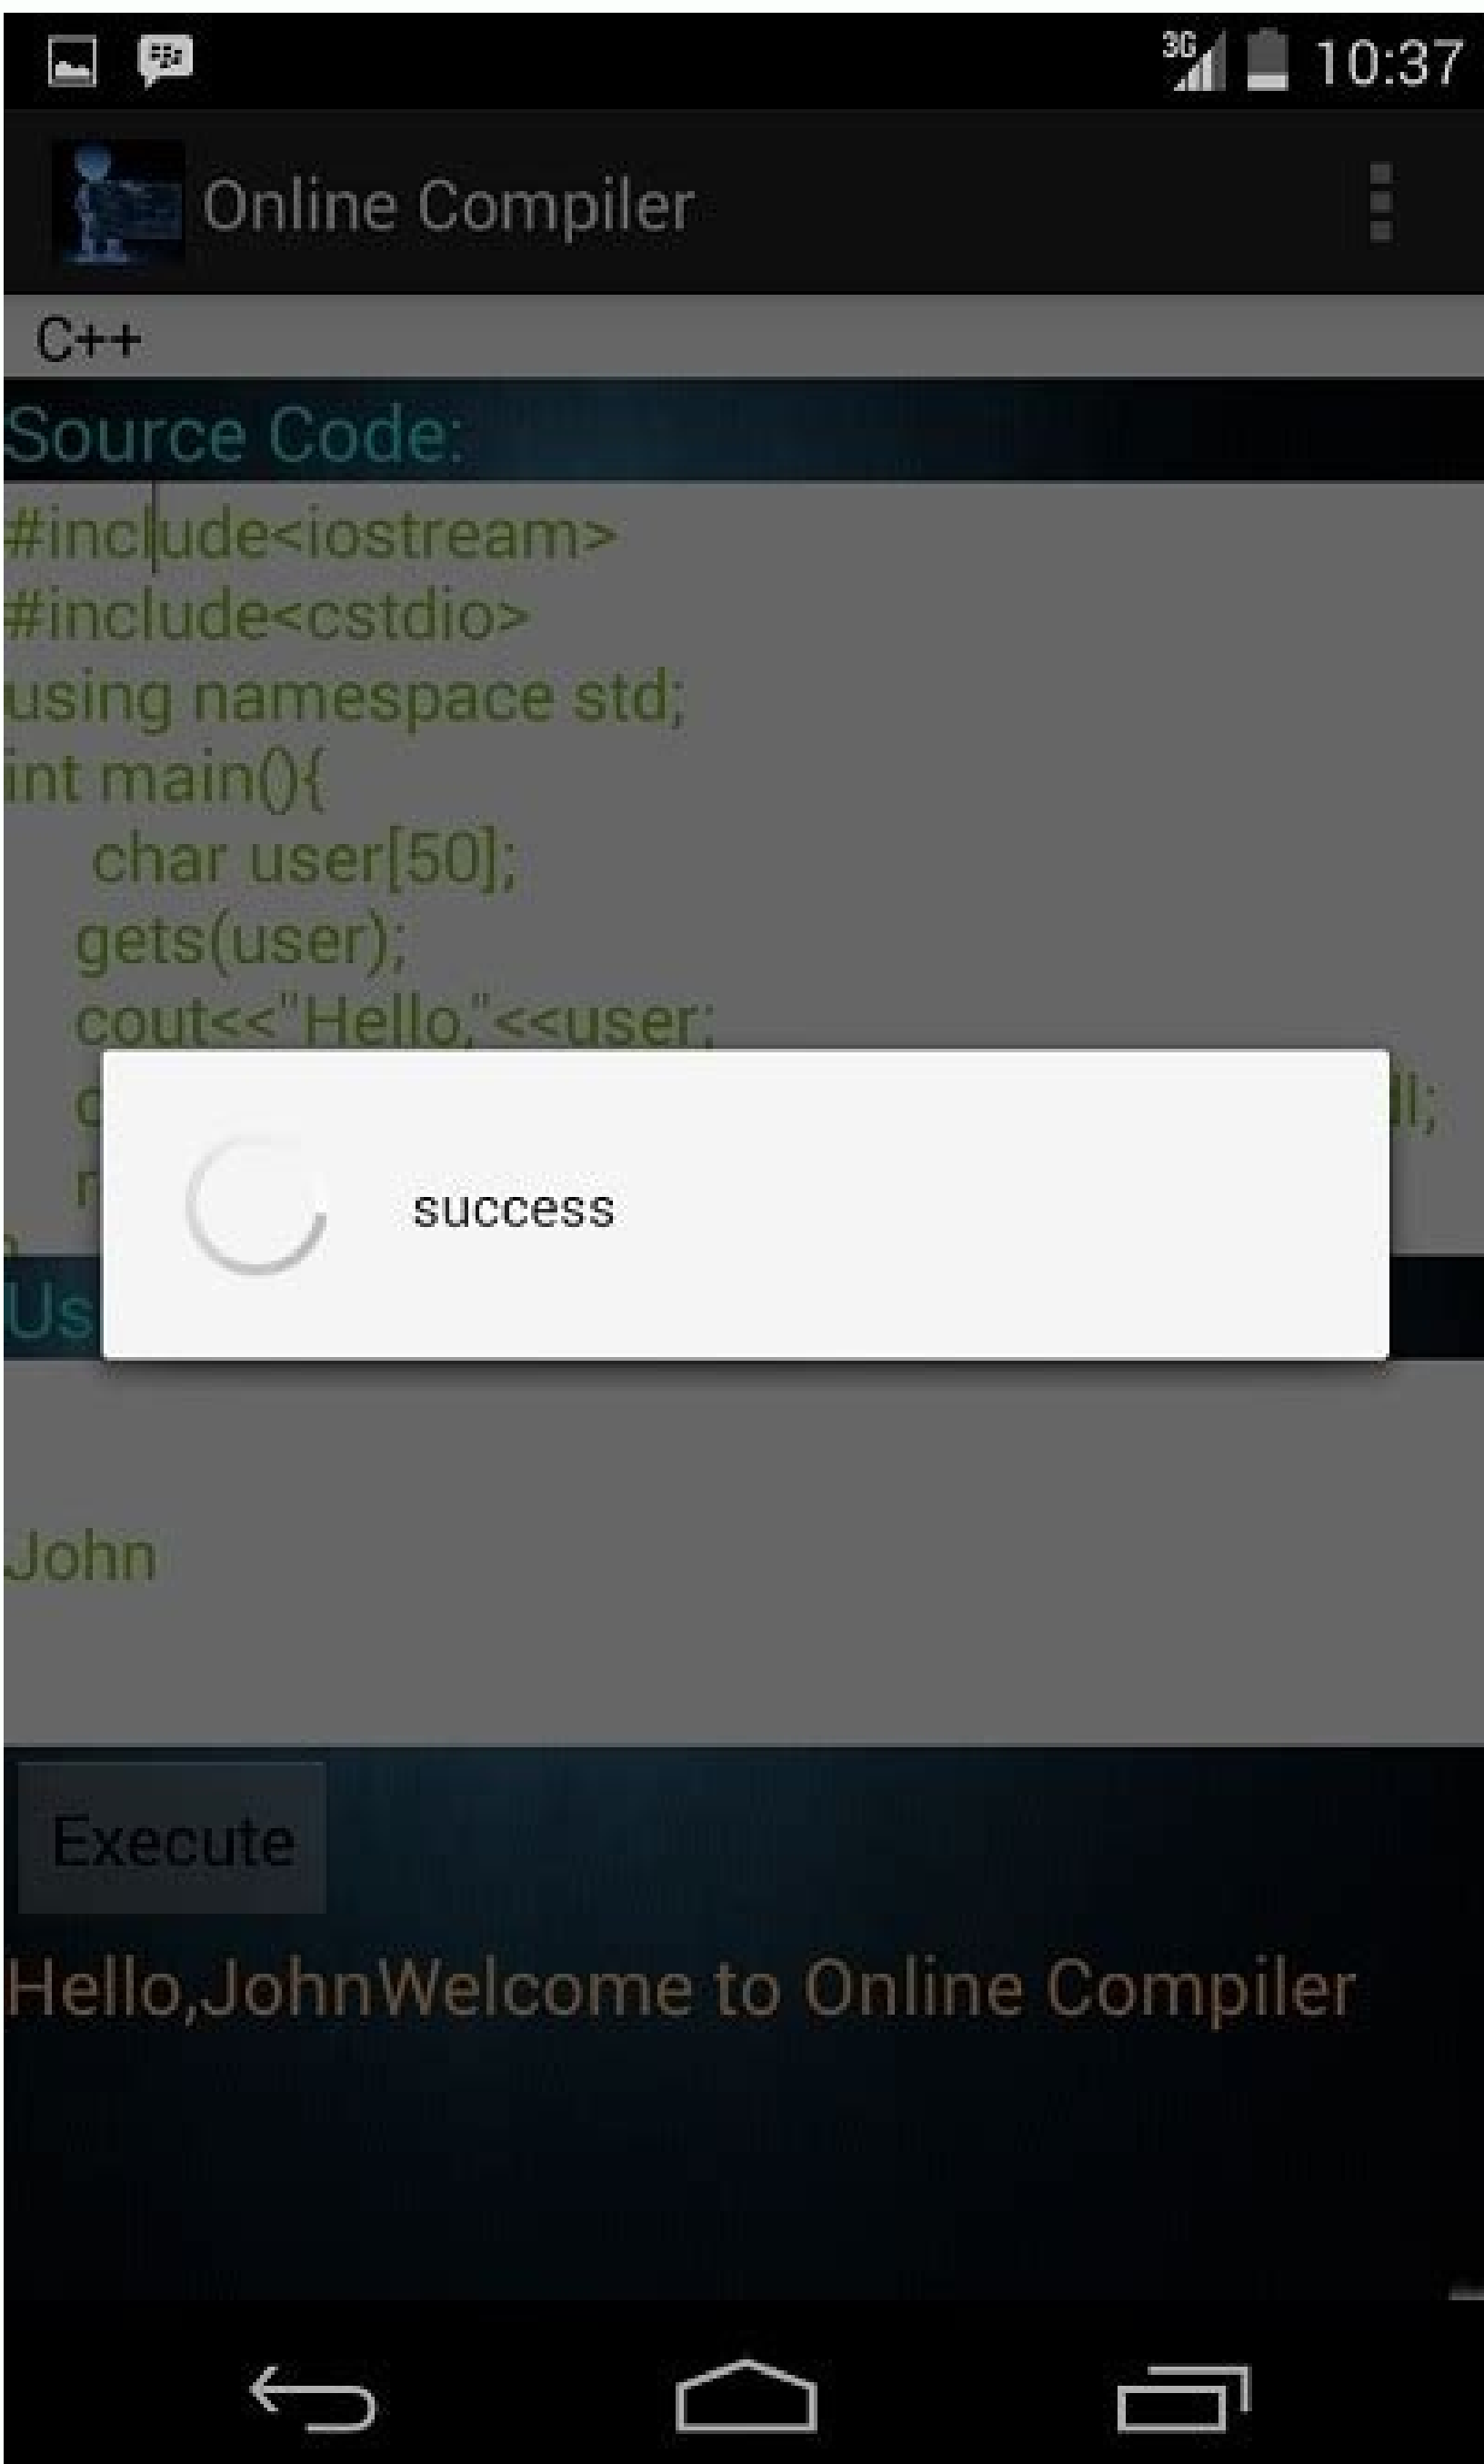 3G 10:37
Online Compiler
C++
Source Code:
#include<iostream>
#include<cstdio>
using namespace std;
int main(){
char user[50];
gets(user);
cout<<"Hello,"<<user;
success
John
Execute
Hello,JohnWelcome to Online Compiler